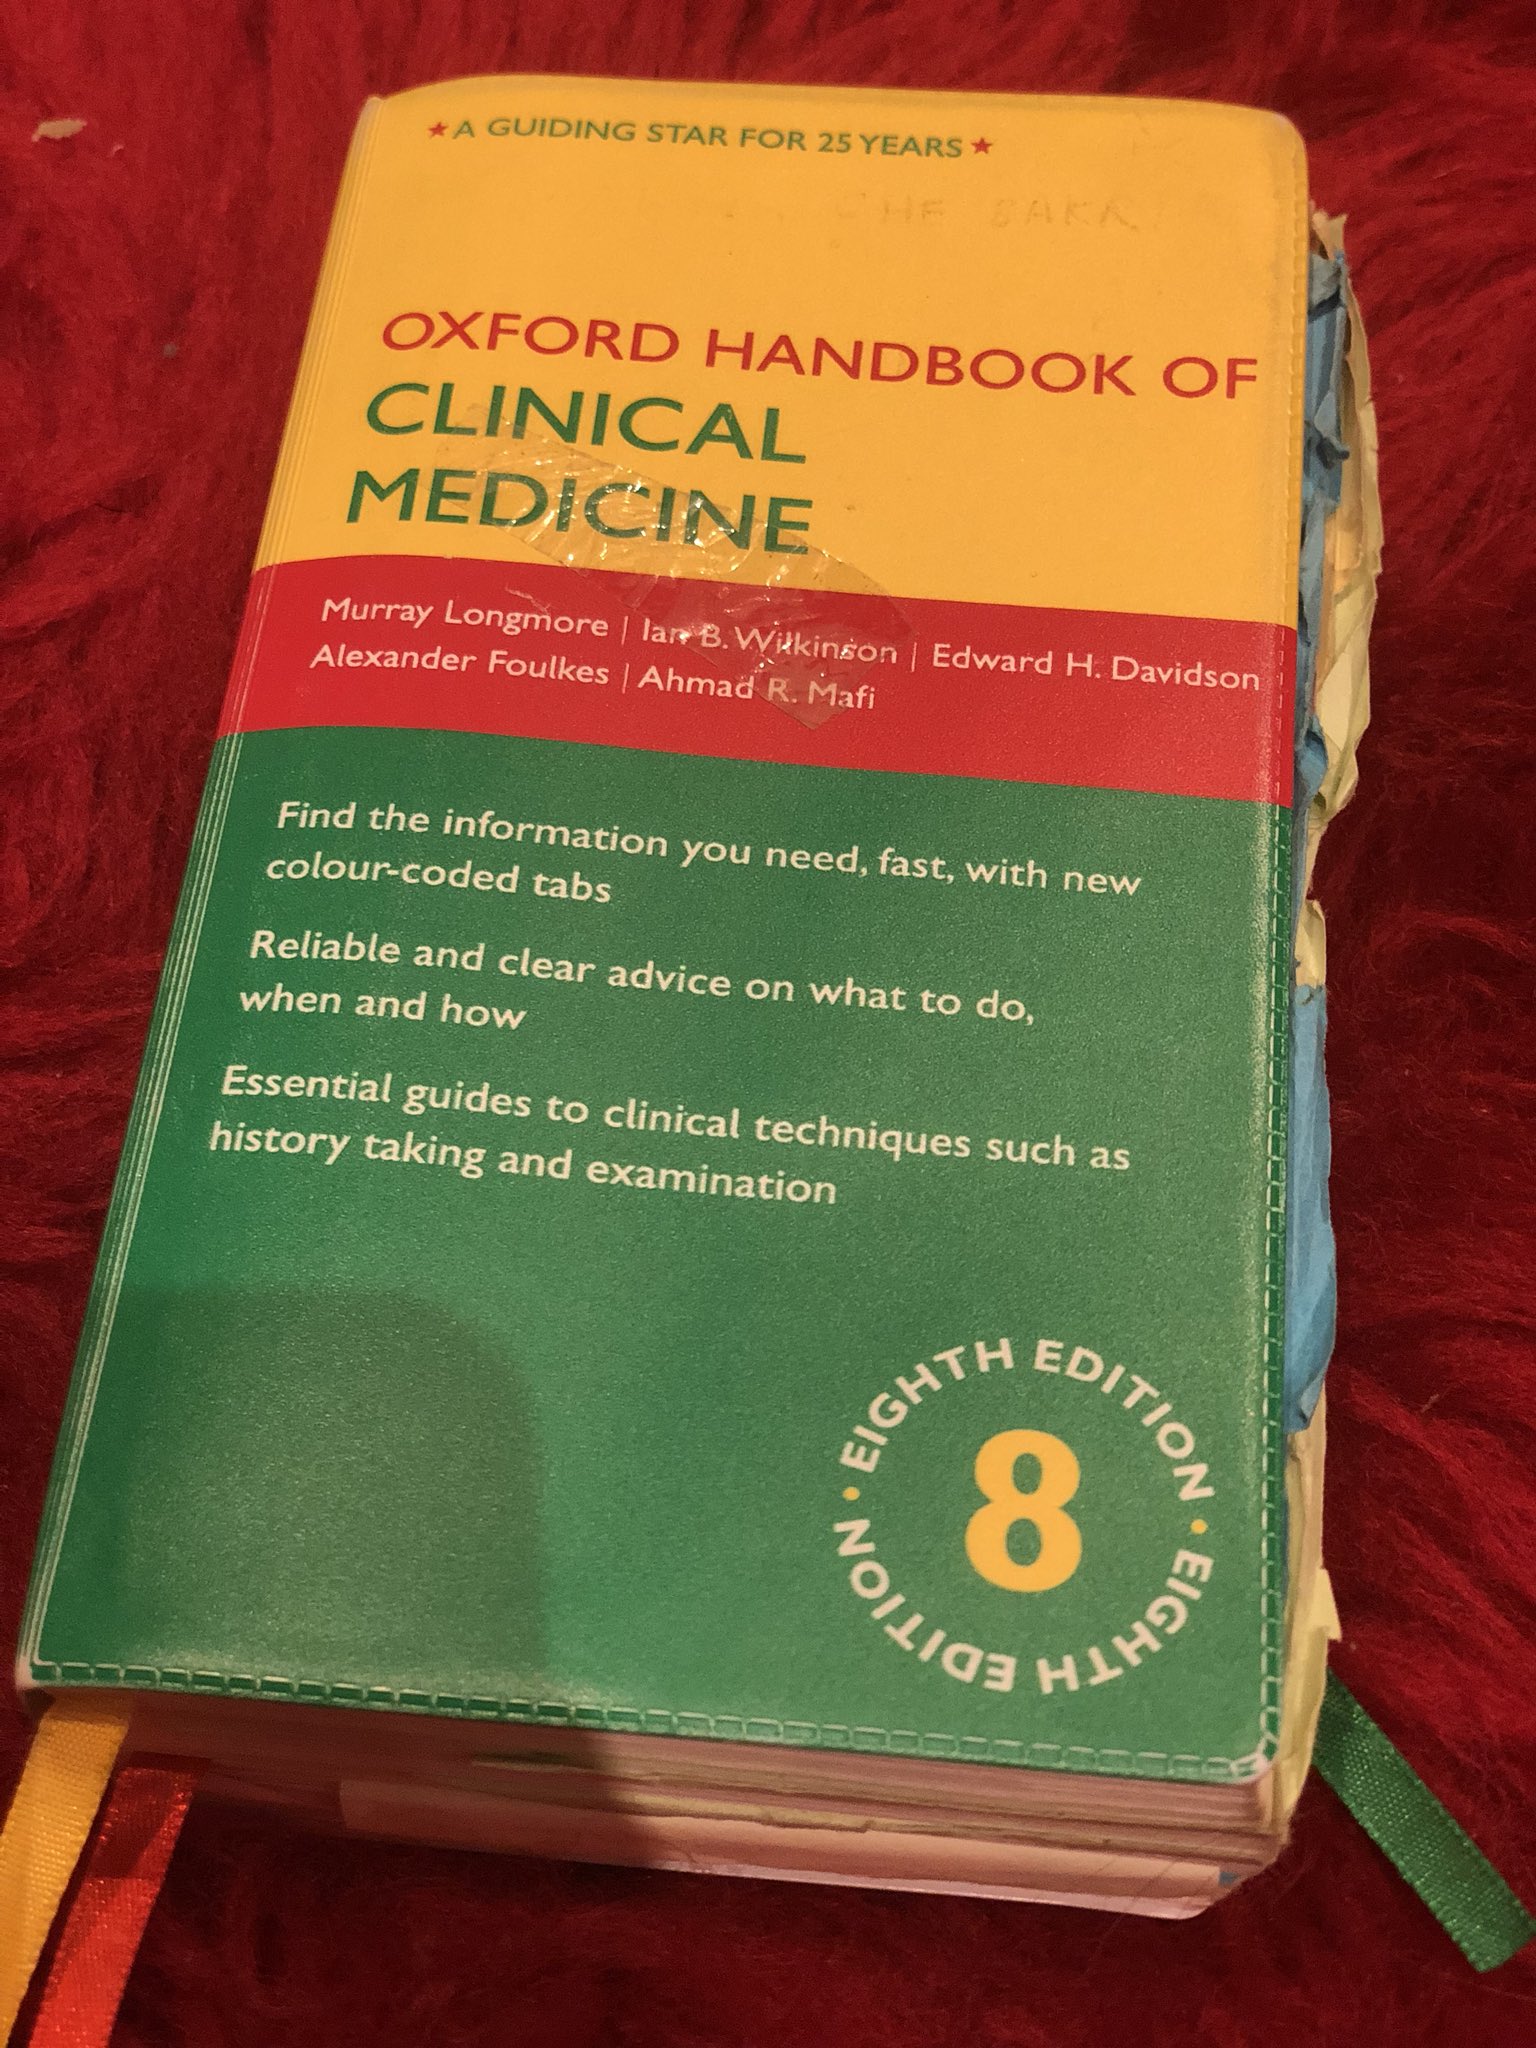 ★ A GUIDING STAR FOR 25 YEARS ★
OXFORD HANDBOOK OF
CLINICAL
MEDICINE
Murray Longmore | Ian B. Wilkinson | Edward H. Davidson
Alexander Foulkes | Ahmad R. Mafi
Find the information you need, fast, with new
colour-coded tabs
Reliable and clear advice on what to do,
when and how
Essential guides to clinical techniques such as
history taking and examination
EIGHTH EDITION • EIGHTH EDITION •
8